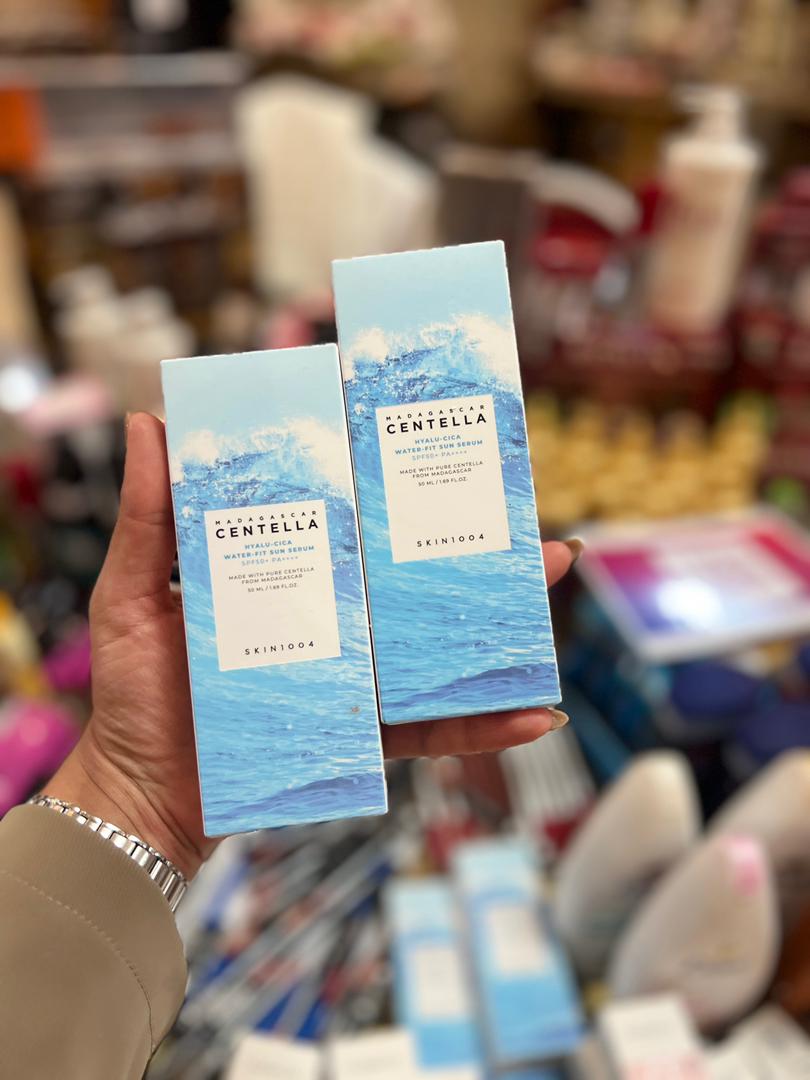 MADAGASCAR
CENTELLA
HYALU-CICA
WATER-FIT SUN SERUM
SPF50+ PA++++
MADE WITH PURE CENTELLA
FROM MADAGASCAR
50 ML / 1.69 FL.OZ.
SKIN1004
MADAGASCAR
CENTELLA
HYALU-CICA
WATER-FIT SUN SERUM
SPF50+ PA++++
MADE WITH PURE CENTELLA
FROM MADAGASCAR
50 ML / 1.69 FL.OZ.
SKIN1004